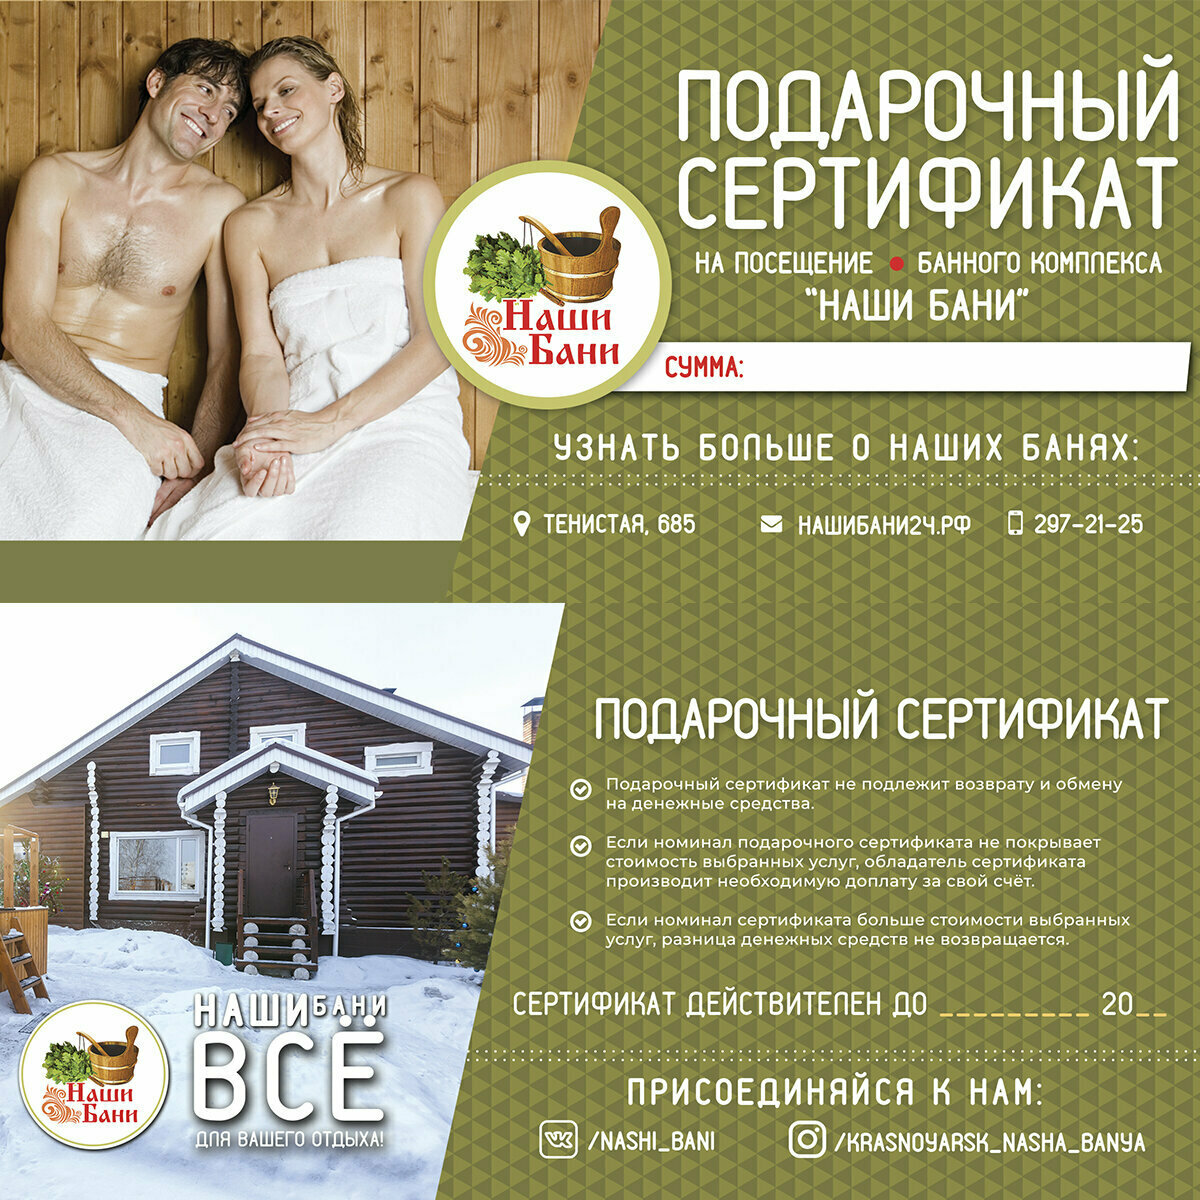 ПОДАРОЧНЫЙ
СЕРТИФИКАТ
НА ПОСЕЩЕНИЕ • БАННОГО КОМПЛЕКСА
"НАШИ БАНИ"
Наши
Бани
СУММА:
УЗНАТЬ БОЛЬШЕ О НАШИХ БАНЯХ:
ТЕНИСТАЯ, 685
НАШИБАНИ24.РФ
297-21-25
ПОДАРОЧНЫЙ СЕРТИФИКАТ
Подарочный сертификат не подлежит возврату и обмену
на денежные средства.
Если номинал подарочного сертификата не покрывает
стоимость выбранных услуг, обладатель сертификата
производит необходимую доплату за свой счёт.
Если номинал сертификата больше стоимости выбранных
услуг, разница денежных средств не возвращается.
СЕРТИФИКАТ ДЕЙСТВИТЕЛЕН ДО _________ 20__
НАШИ БАНИ
ВСЁ
ДЛЯ ВАШЕГО ОТДЫХА!
Наши
Бани
ПРИСОЕДИНЯЙСЯ К НАМ:
/NASHI_BANI
/KRASNOYARSK_NASHA_BANYA